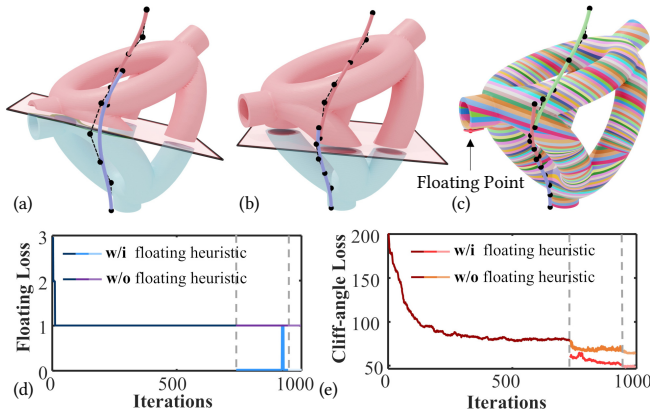 Floating Point
(a)
(b)
(c)
3
2
1
0
Floating Loss
w/i floating heuristic
w/o floating heuristic
0
500
1000
(d)
Iterations
200
150
100
50
Cliff-angle Loss
w/i floating heuristic
w/o floating heuristic
0
500
1000
(e)
Iterations